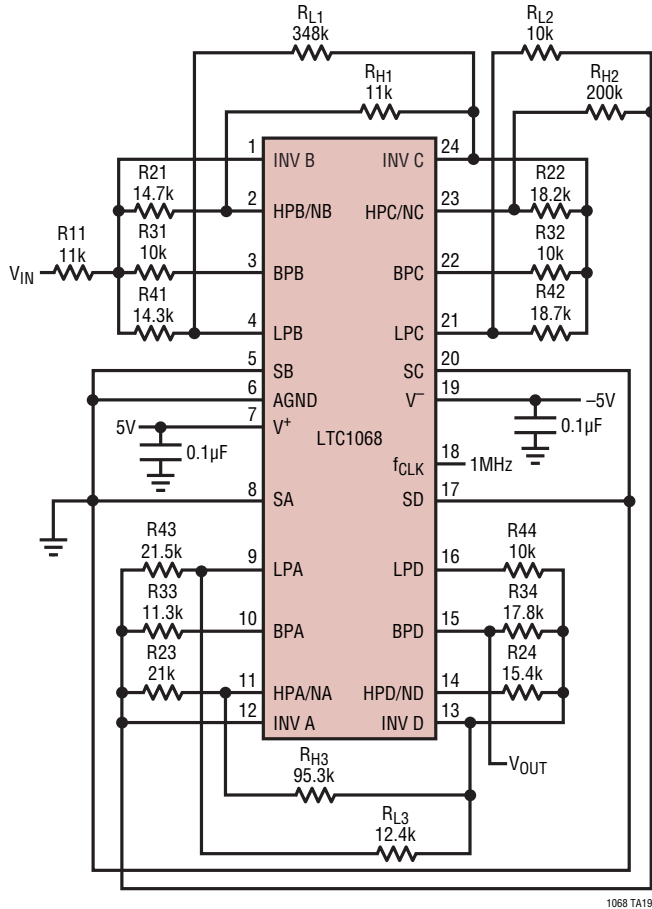 RL1
348k
RL2
10k
RH1
11k
RH2
200k
1
INV B
INV C
24
R21
14.7k
2
HPB/NB
HPC/NC
23
R22
18.2k
R11
11k
VIN
R31
10k
3
BPB
BPC
22
R32
10k
R41
14.3k
4
LPB
LPC
21
R42
18.7k
5
SB
SC
20
6
AGND
V–
19
–5V
0.1µF
5V
7
V+
0.1µF
LTC1068
fCLK
18
1MHz
8
SA
SD
17
R43
21.5k
9
LPA
LPD
16
R44
10k
R33
11.3k
10
BPA
BPD
15
R34
17.8k
R23
21k
11
HPA/NA
HPD/ND
14
R24
15.4k
12
INV A
INV D
13
VOUT
RH3
95.3k
RL3
12.4k
1068 TA19